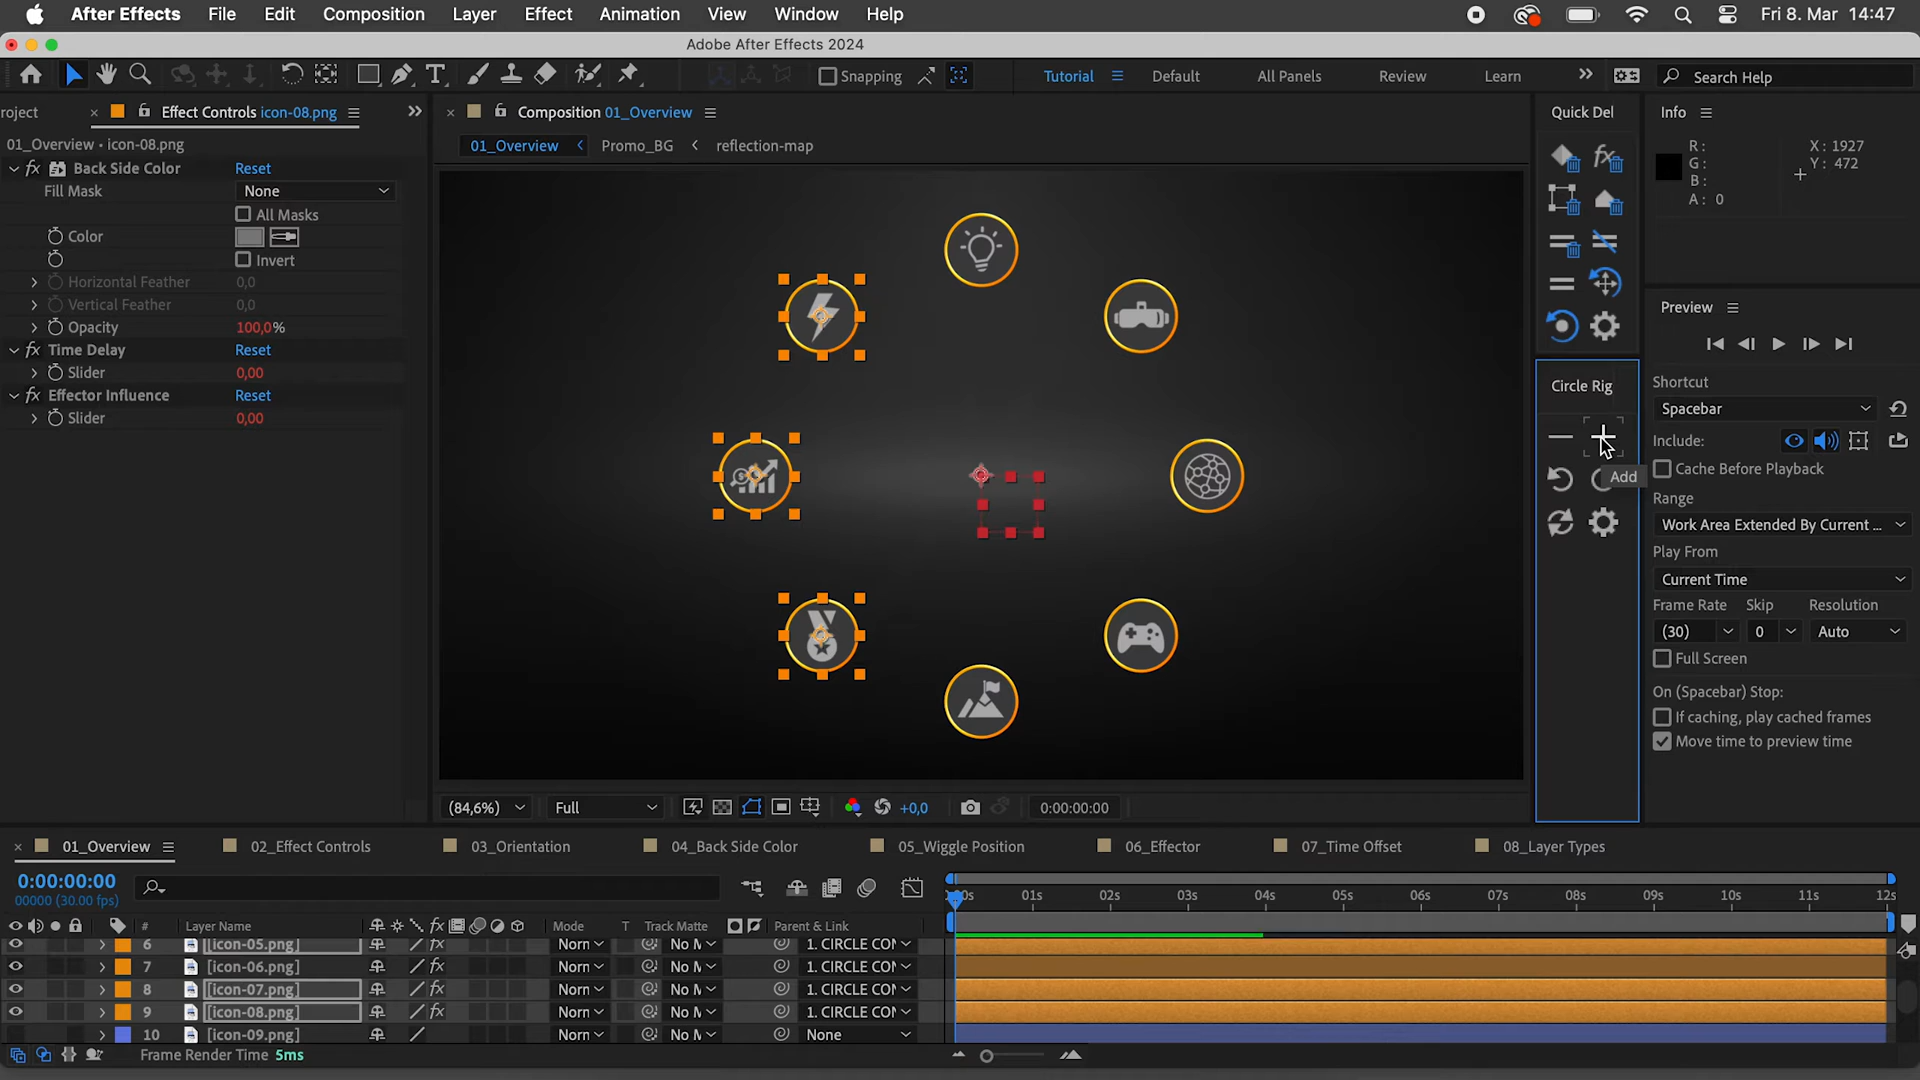 After Effects File Edit Composition Layer Effect Animation View Window Help Fri 8. Mar 14:47
Adobe After Effects 2024
Snapping Tutorial Default All Panels Review Learn Search Help
roject Effect Controls icon-08.png
Composition 01_Overview
Quick Del
Info
01_Overview • icon-08.png
01_Overview Promo_BG reflection-map
R:
G:
B:
A: 0
X: 1927
Y: 472
Back Side Color Reset
Fill Mask None
All Masks
Color
Invert
Horizontal Feather 0,0
Vertical Feather 0,0
Opacity 100,0%
Time Delay Reset
Slider 0,00
Effector Influence Reset
Slider 0,00
Circle Rig
Add
Preview
Shortcut
Spacebar
Include:
Cache Before Playback
Range
Work Area Extended By Current ...
Play From
Current Time
Frame Rate Skip Resolution
(30) 0 Auto
Full Screen
On (Spacebar) Stop:
If caching, play cached frames
Move time to preview time
(84,6%) Full +0,0 0:00:00:00
01_Overview 02_Effect Controls 03_Orientation 04_Back Side Color 05_Wiggle Position 06_Effector 07_Time Offset 08_Layer Types
0:00:00:00
00000 (30.00 fps)
0s 01s 02s 03s 04s 05s 06s 07s 08s 09s 10s 11s 12s
# Layer Name Mode T Track Matte Parent & Link
6 [icon-05.png] Norn No M 1. CIRCLE CON
7 [icon-06.png] Norn No M 1. CIRCLE CON
8 [icon-07.png] Norn No M 1. CIRCLE CON
9 [icon-08.png] Norn No M 1. CIRCLE CON
10 [icon-09.png] Norn No M None
Frame Render Time 5ms